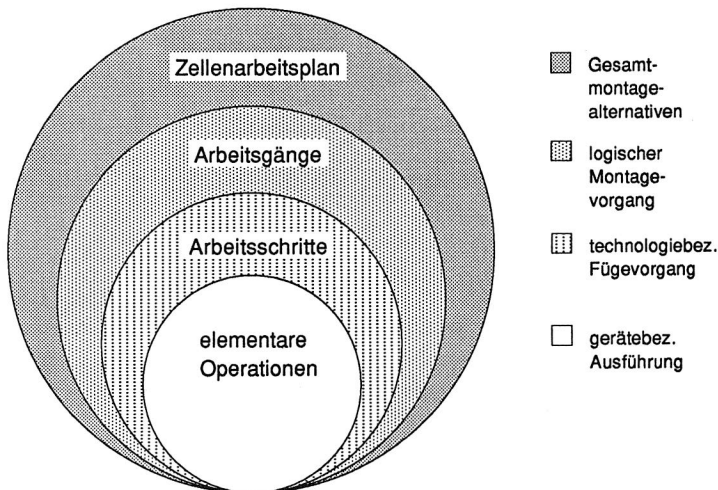 Zellenarbeitsplan
Arbeitsgänge
Arbeitsschritte
elementare
Operationen
Gesamt-
montage-
alternativen
logischer
Montage-
vorgang
technologiebez.
Fügevorgang
gerätebez.
Ausführung